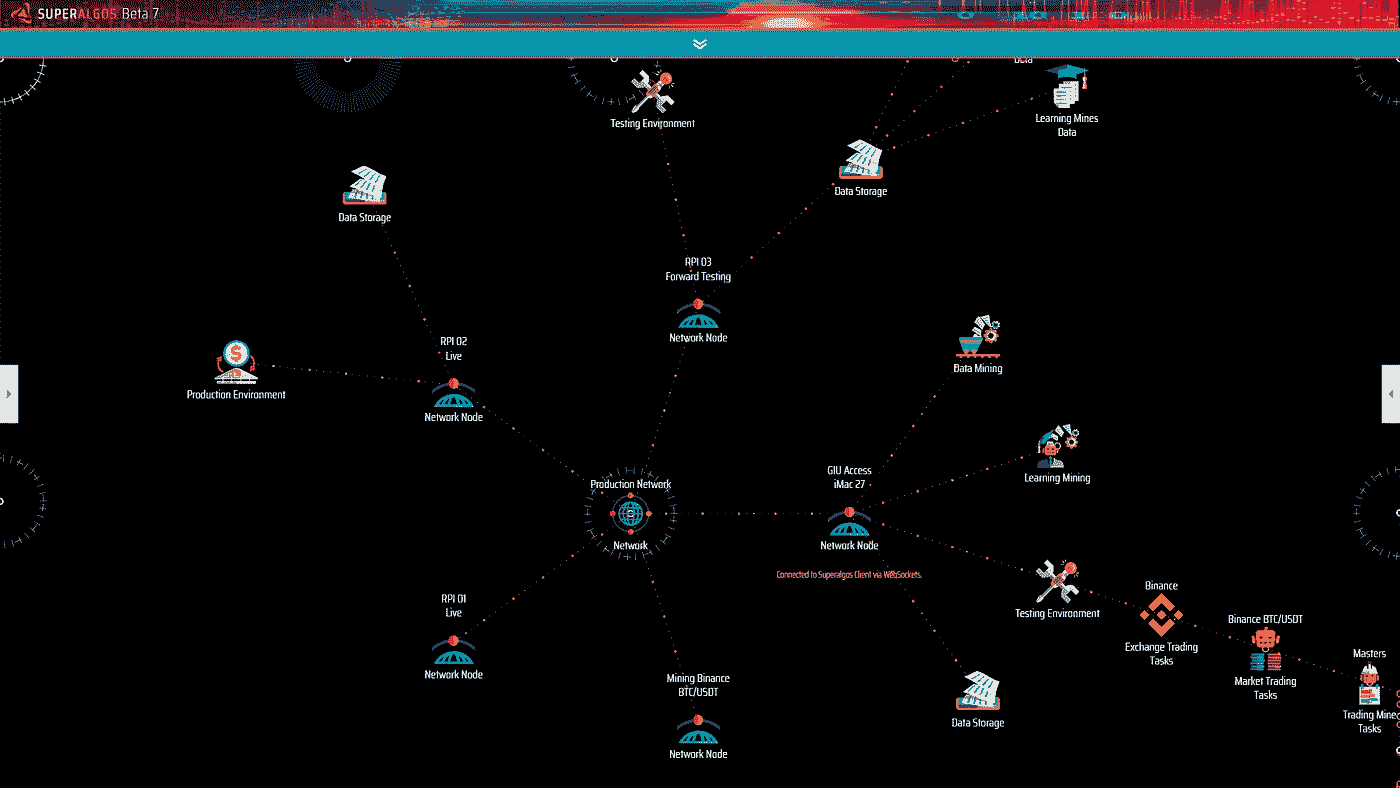 SUPERALGOS Beta 7
Data
Testing Environment
Learning Mines
Data
Data Storage
Data Storage
RPI 03
Forward Testing
Network Node
RPI 02
Live
Network Node
Production Environment
Data Mining
Learning Mining
GIU Access
iMac 27
Network Node
Connected to Superalgos Client via WebSockets.
Production Network
Network
Testing Environment
Binance
Exchange Trading
Tasks
Binance BTC/USDT
Market Trading
Tasks
Masters
Trading Mine
Tasks
RPI 01
Live
Network Node
Mining Binance
BTC/USDT
Network Node
Data Storage